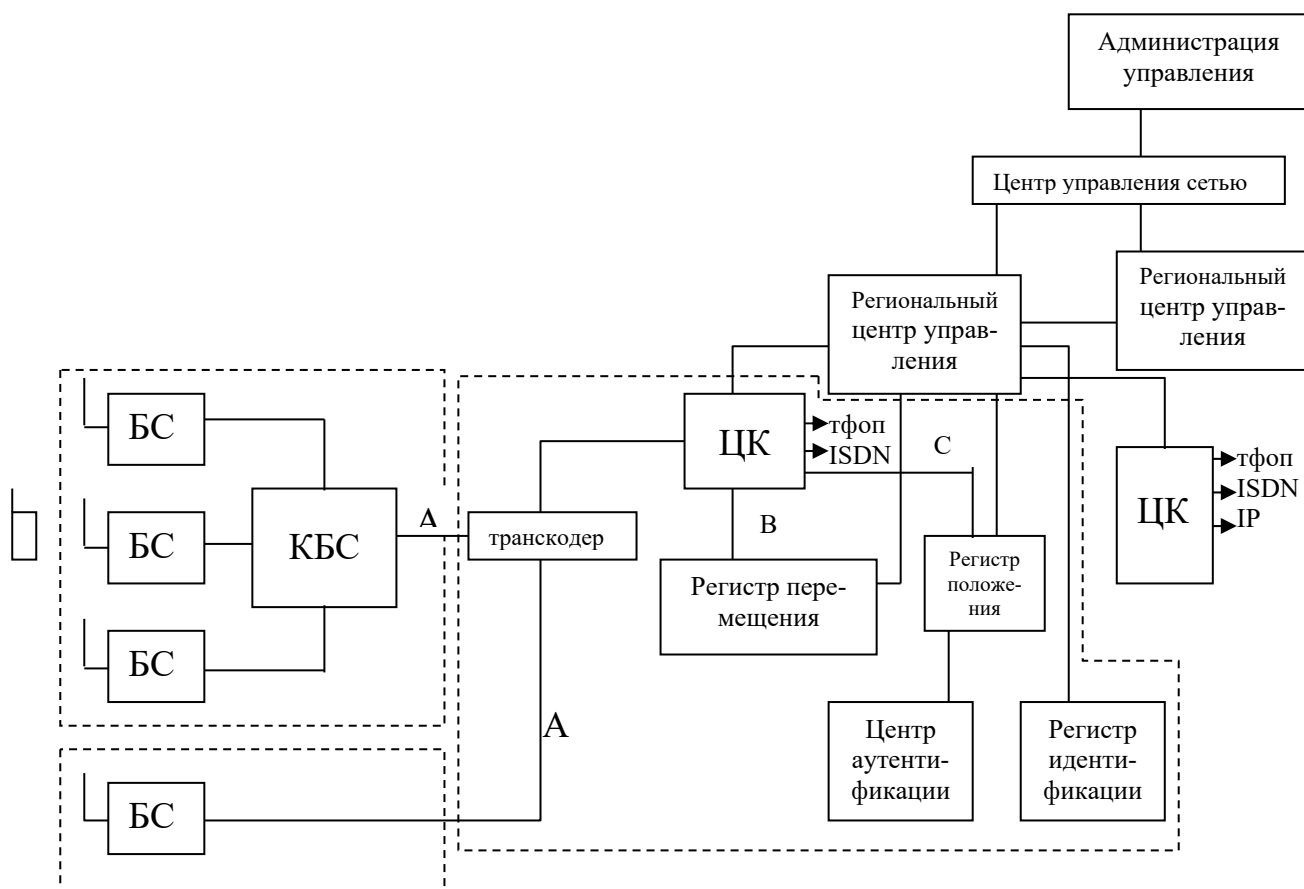 Администрация
управления
Центр управления сетью
Региональный
центр управ-
ления
Региональный
центр управ-
ления
БС
ЦК
тфоп
ISDN
С
ЦК
тфоп
ISDN
IP
БС
КБС
А
транскодер
В
Регистр пере-
мещения
Регистр
положе-
ния
БС
А
Центр
аутенти-
фикации
Регистр
иденти-
фикации
БС